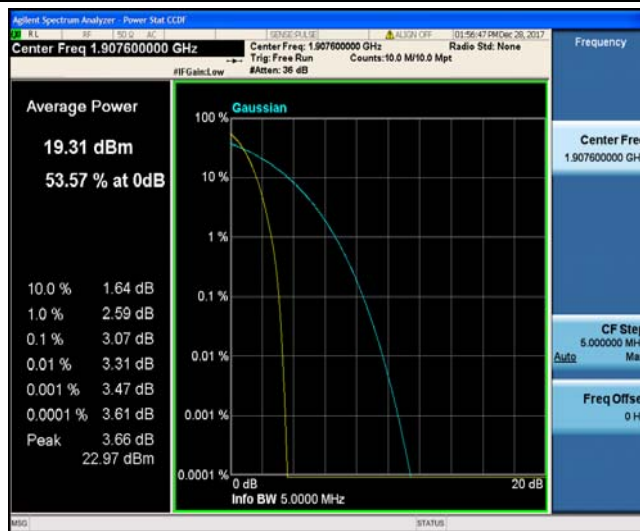 Agilent Spectrum Analyzer - Power Stat CCDF
RL RF 50 Ω AC SENSE:PULSE ALIGN OFF 01:56:47 PM Dec 28, 2017
Center Freq 1.907600000 GHz
Center Freq: 1.907600000 GHz Radio Std: None
Trig: Free Run Counts:10.0 M/10.0 Mpt
#IFGain:Low #Atten: 36 dB
Frequency
Average Power
19.31 dBm
53.57 % at 0dB
10.0 % 1.64 dB
1.0 % 2.59 dB
0.1 % 3.07 dB
0.01 % 3.31 dB
0.001 % 3.47 dB
0.0001 % 3.61 dB
Peak 3.66 dB
22.97 dBm
Gaussian
100 %
10 %
1 %
0.1 %
0.01 %
0.001 %
0.0001 %
0 dB 20 dB
Info BW 5.0000 MHz
Center Fre
1.907600000 GH
CF Step
5.000000 MH
Auto Ma
Freq Offse
0 H
MSG STATUS